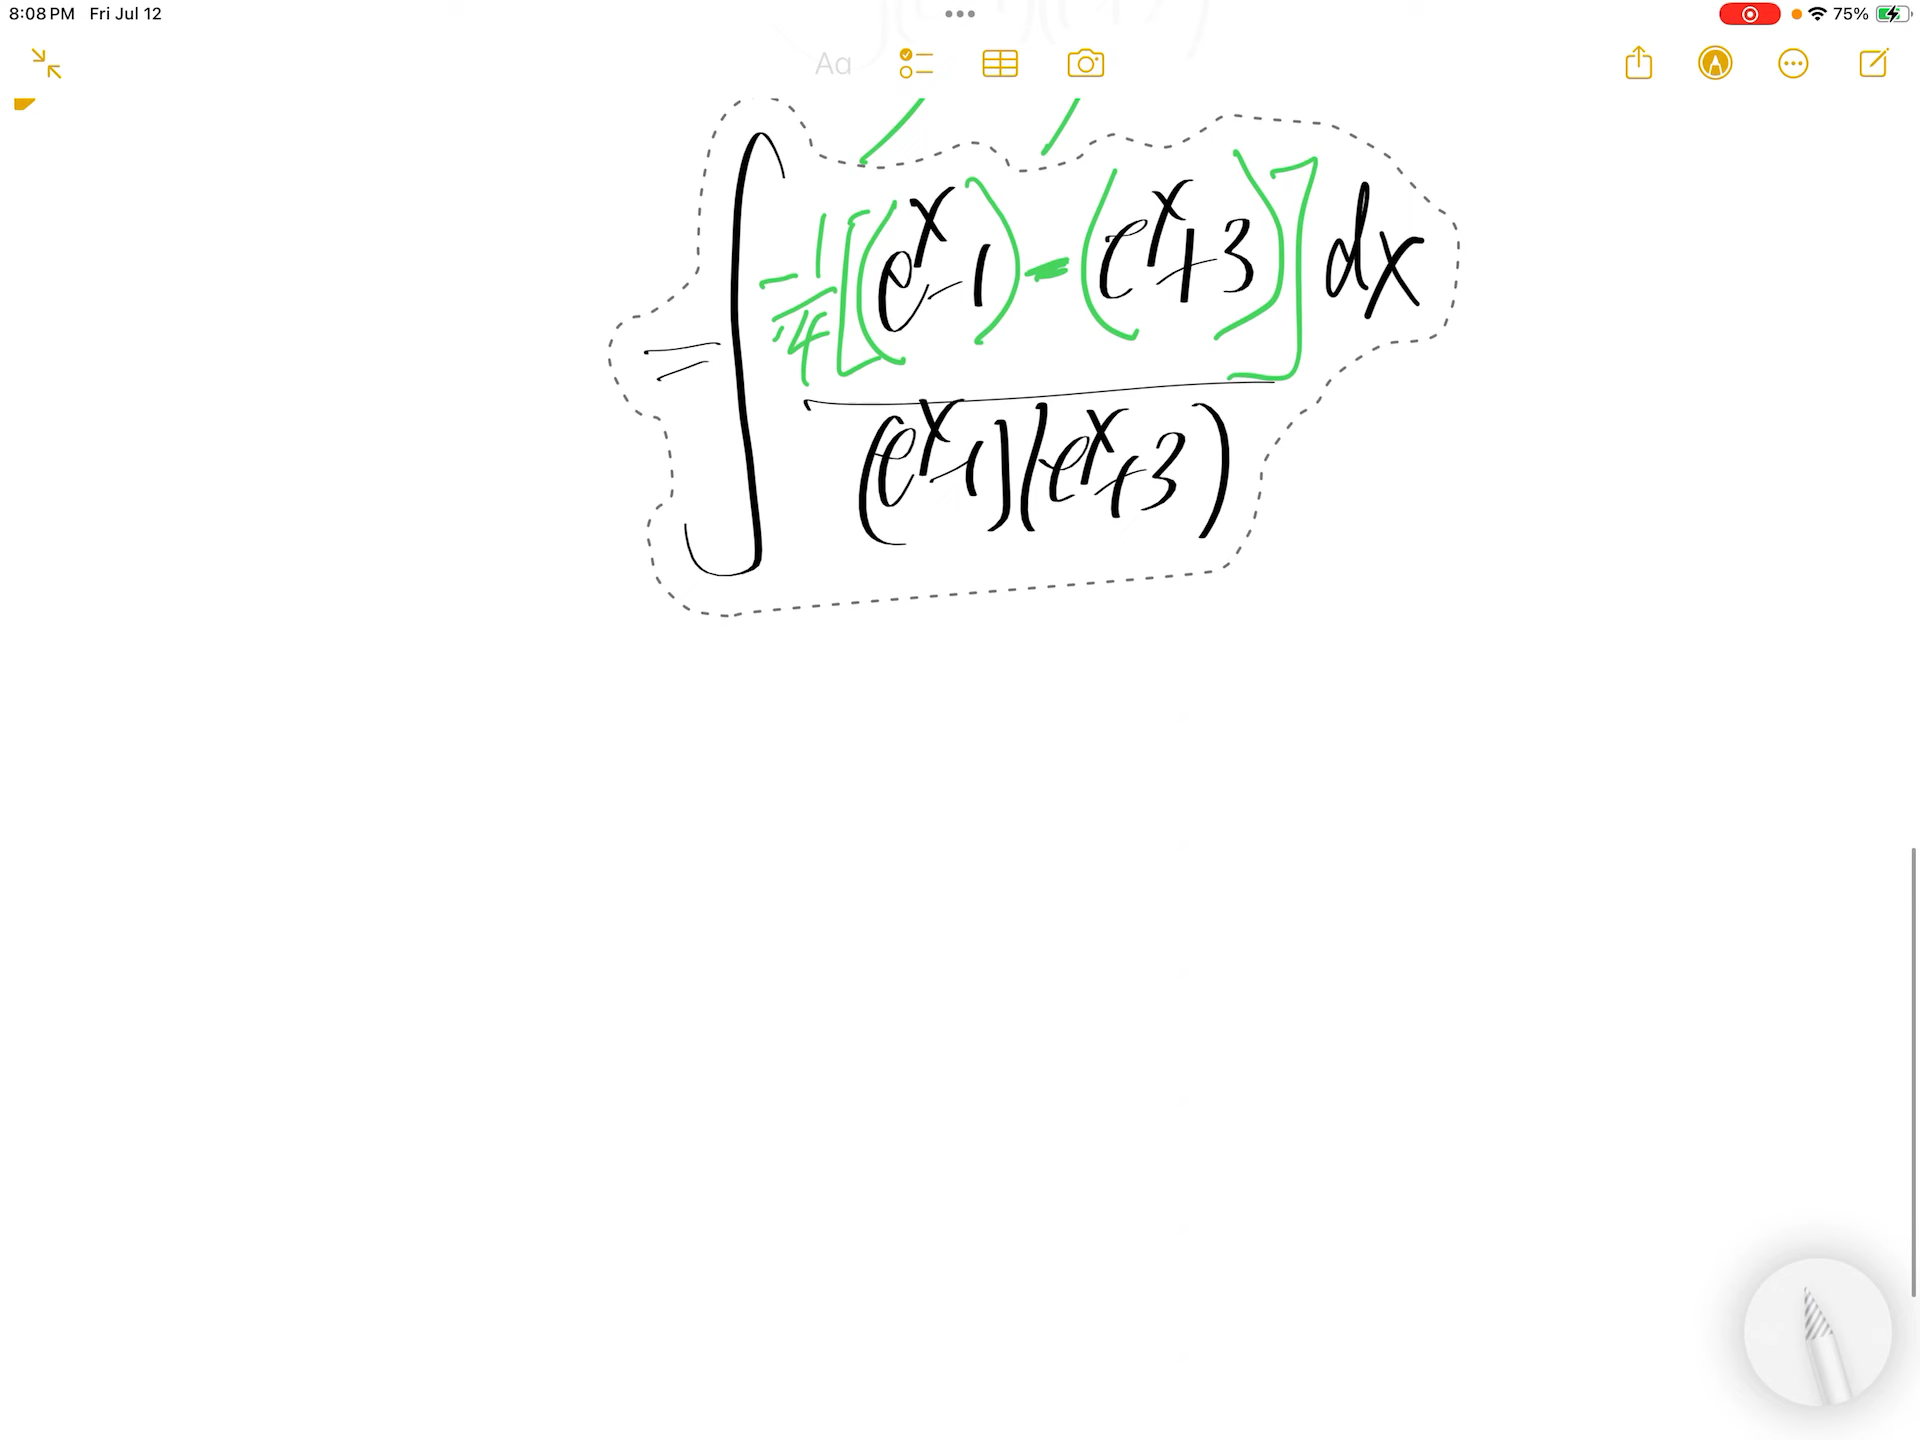 8:08 PM Fri Jul 12 75%
Aa
= ∫ -1/4[(e^x-1)-(e^x+3)] / (e^x-1)(e^x+3) dx